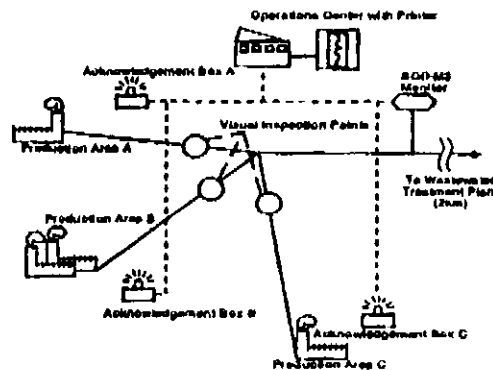 Operations Center with Printer
Acknowledgement Box A
Monitor
Visual Inspection Points
Production Area A
To Wastewater
Treatment Plant
(2km)
Production Area B
Acknowledgement Box B
Acknowledgement Box C
Production Area C